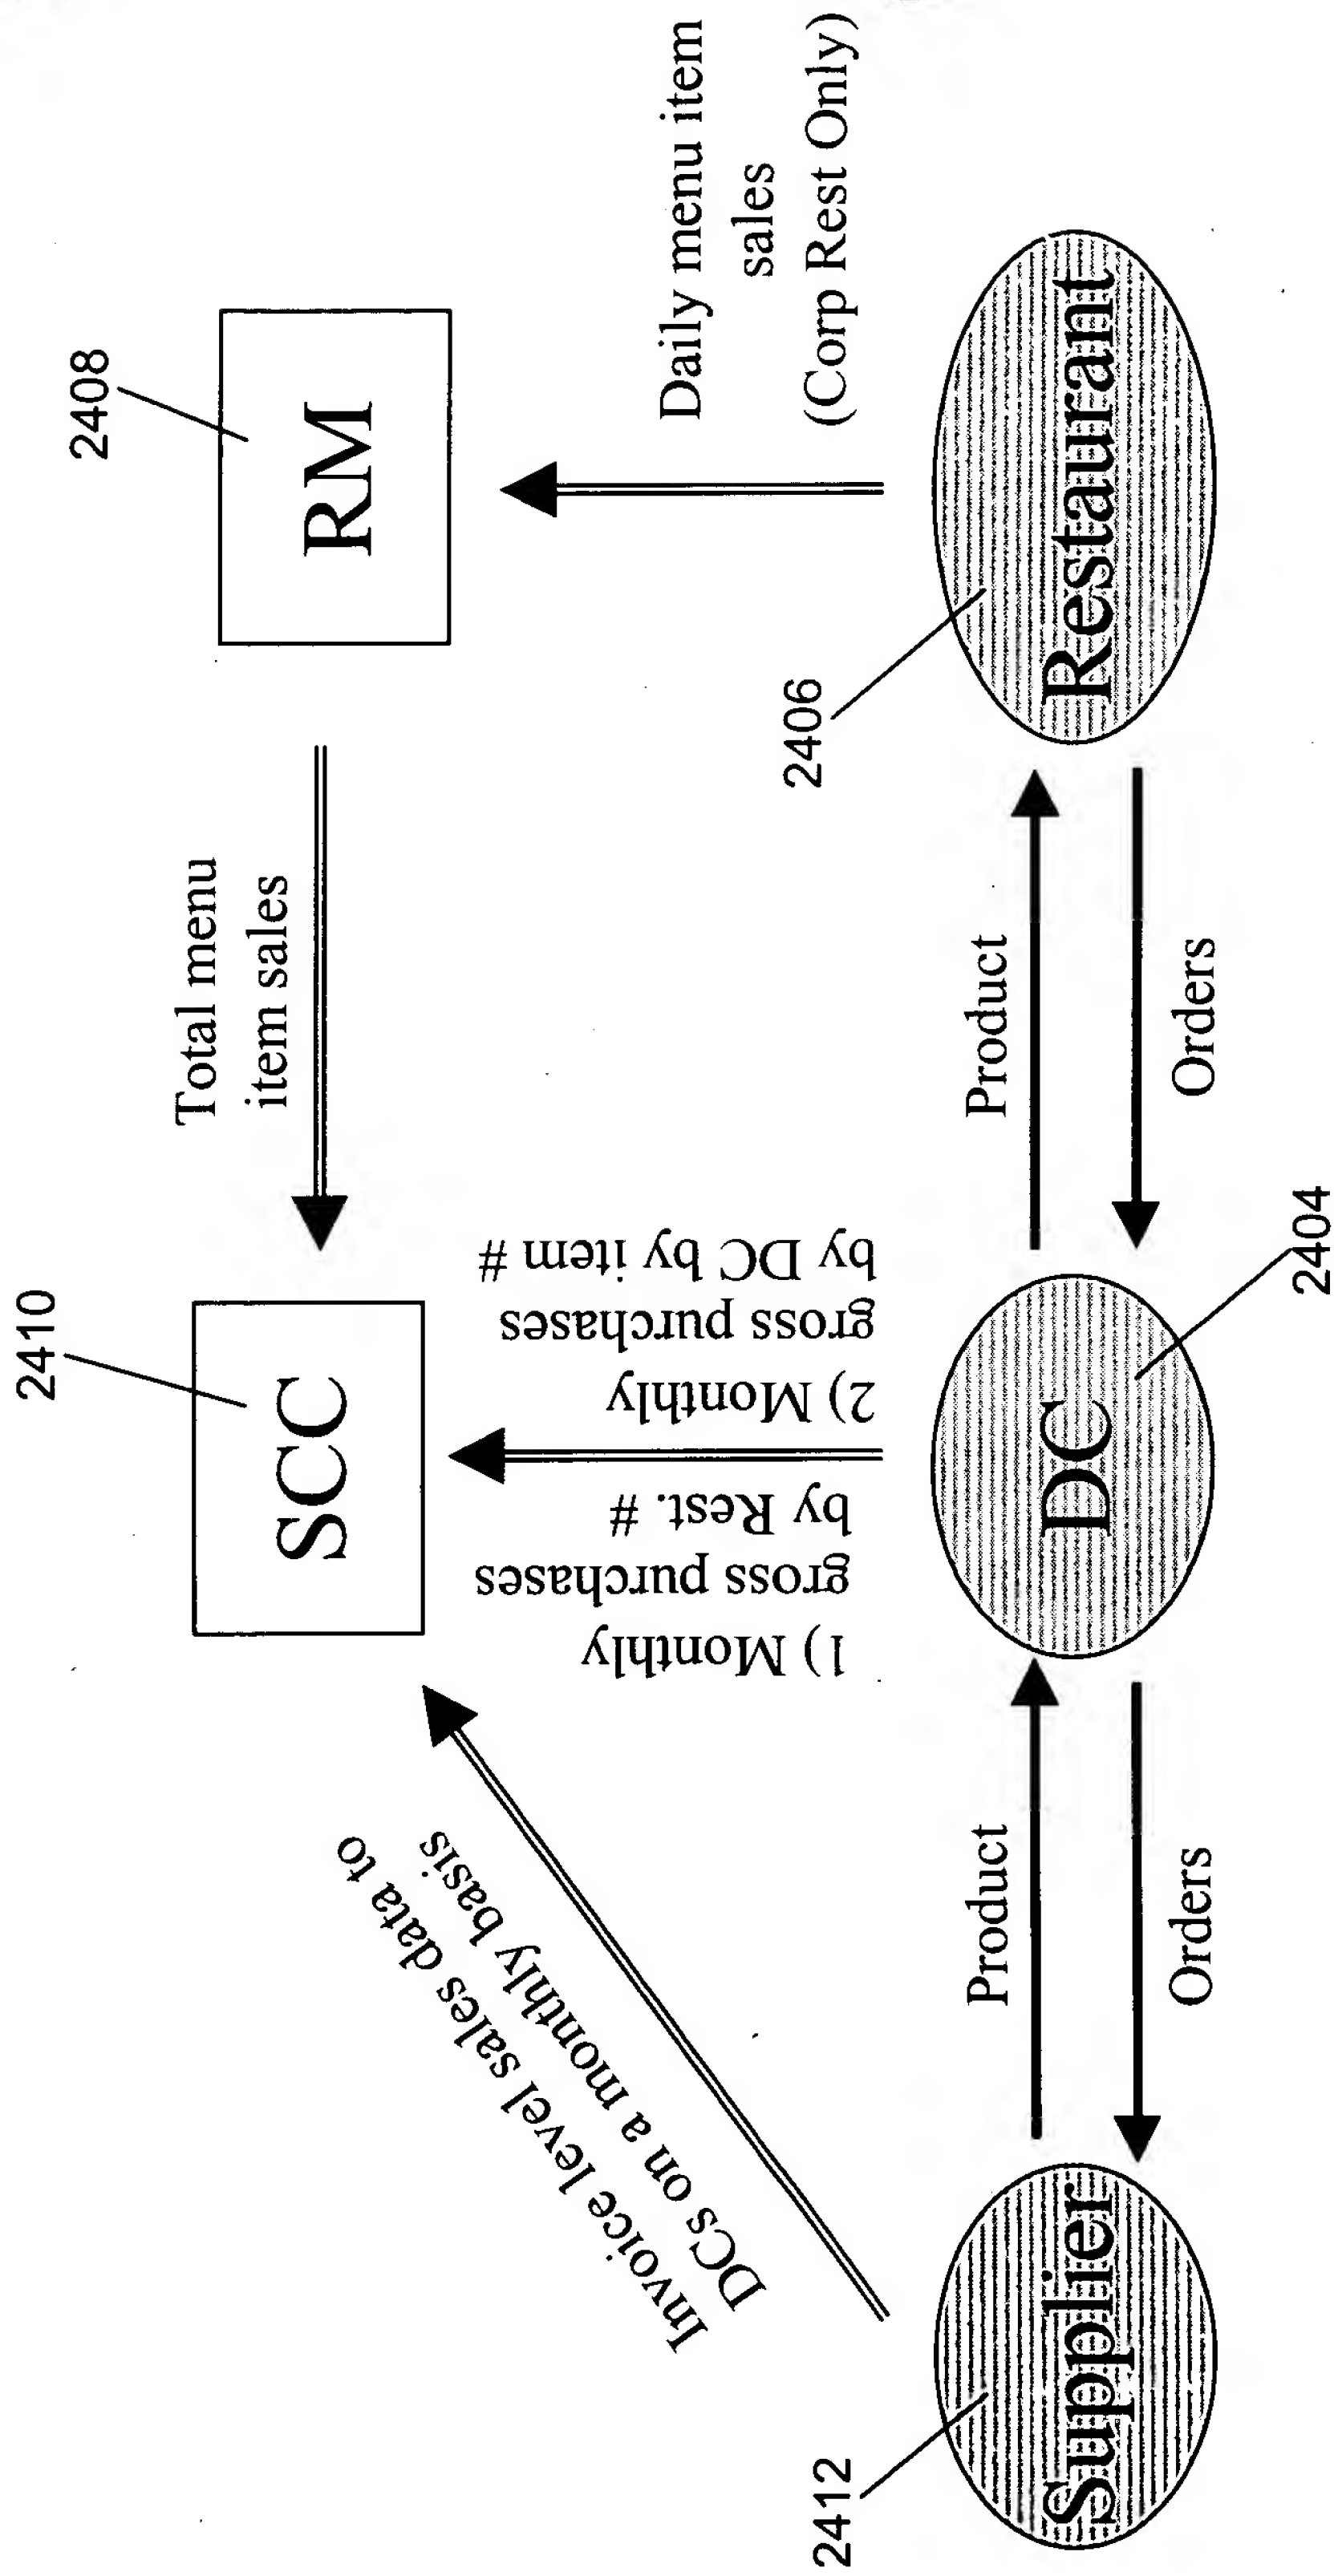 2410
SCC
Total menu
item sales
2408
RM
Invoice level sales data to
DCs on a monthly basis
1) Monthly
gross purchases
by Rest. #
2) Monthly
gross purchases
by DC by item #
Daily menu item
sales
(Corp Rest Only)
2412
Supplier
Product
Orders
DC
2404
Product
Orders
2406
Restaurant